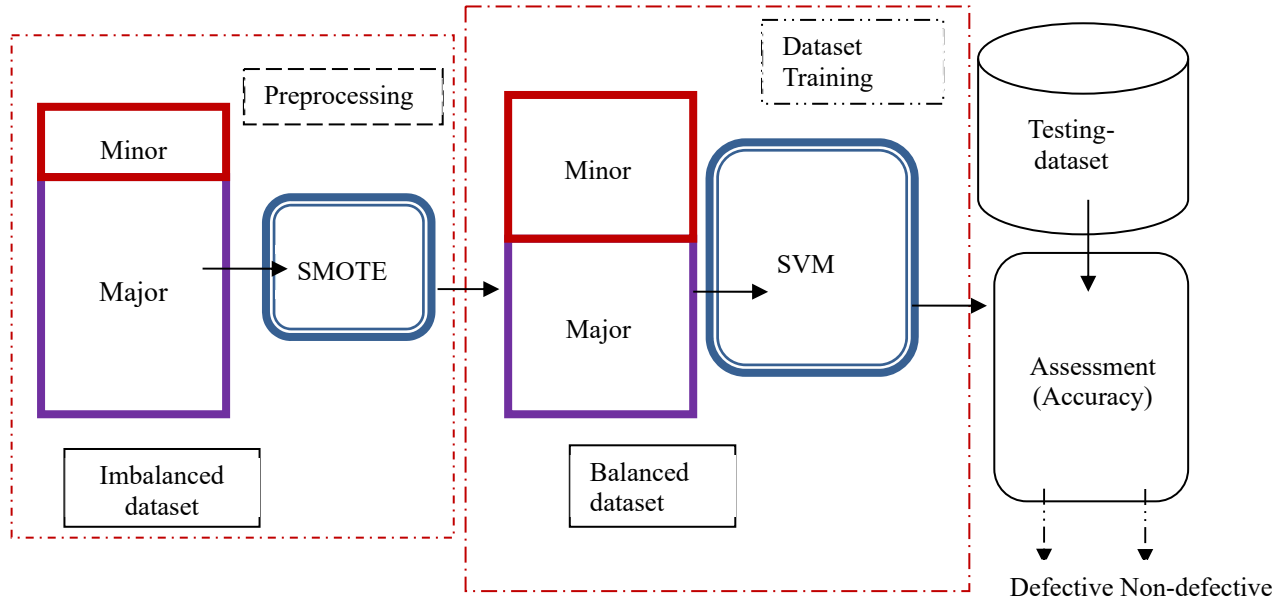 Preprocessing
Minor
Major
SMOTE
Imbalanced
dataset
Dataset
Training
Minor
Major
SVM
Balanced
dataset
Testing-
dataset
Assessment
(Accuracy)
Defective Non-defective